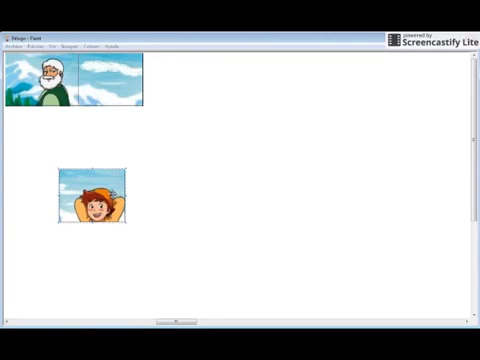 powered by
Screencastify Lite
Dibujo - Paint
Archivo Edición Ver Imagen Colores Ayuda